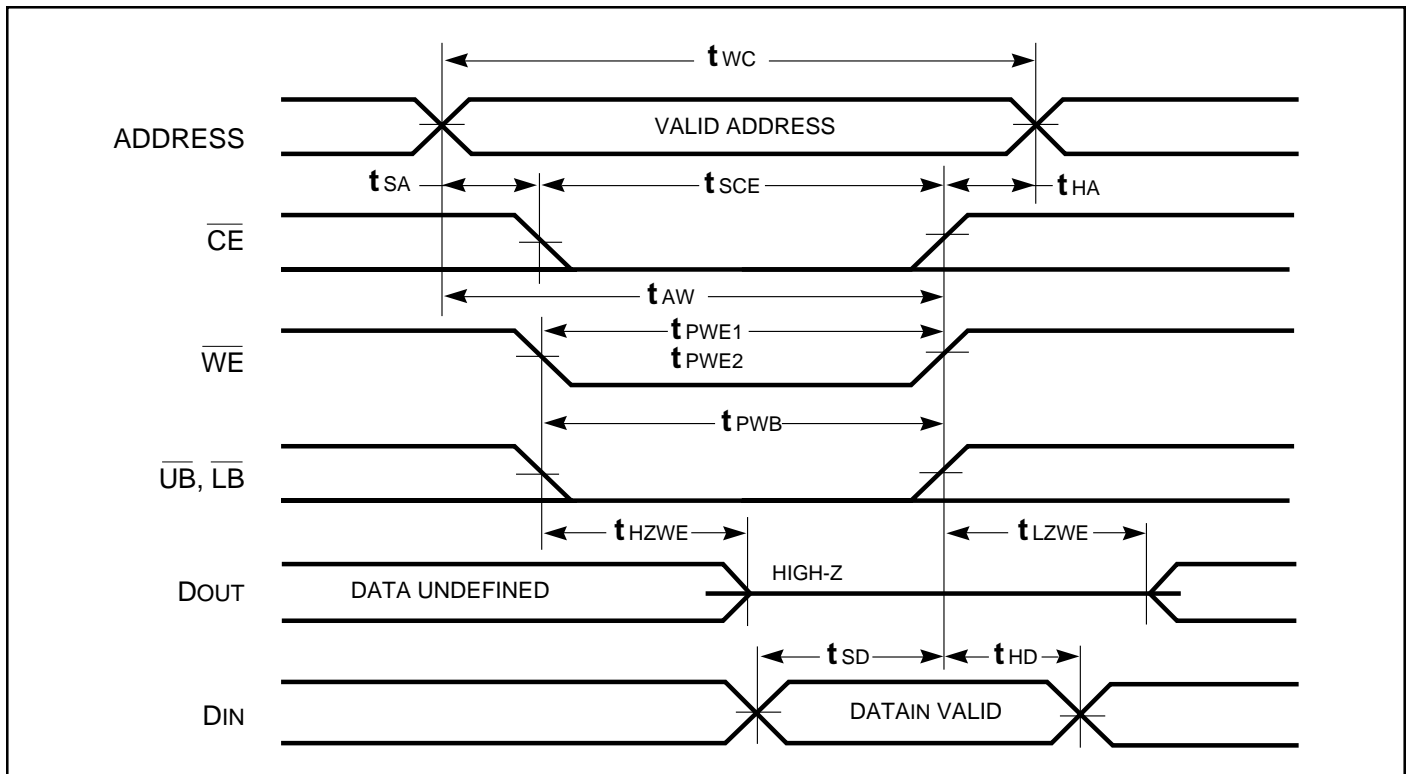 tWC
ADDRESS
VALID ADDRESS
tSA
tSCE
tHA
CE
tAW
tPWE1
WE
tPWE2
tPWB
UB, LB
tHZWE
tLZWE
DOUT
DATA UNDEFINED
HIGH-Z
tSD
tHD
DIN
DATAIN VALID